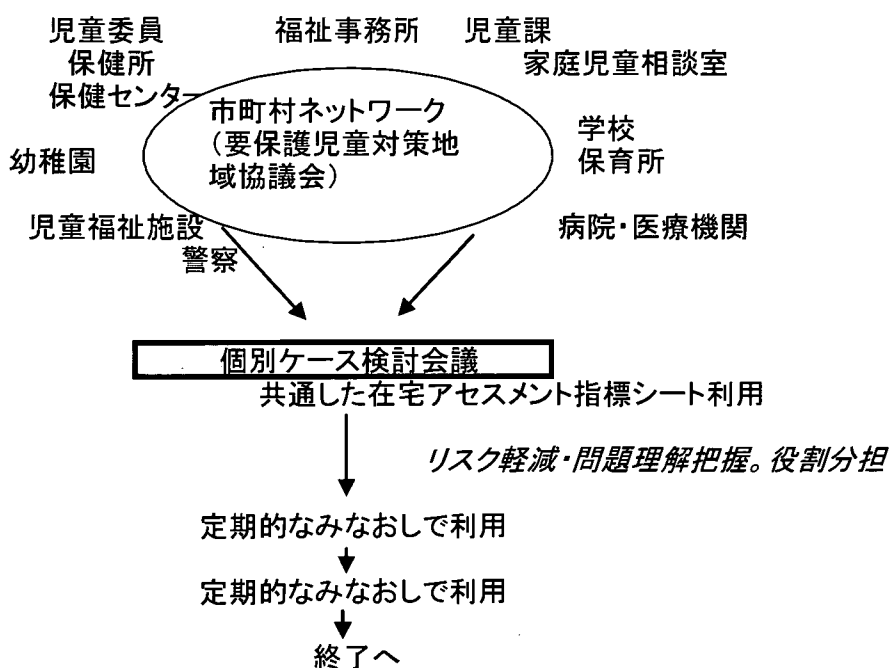 児童委員
福祉事務所
児童課
保健所
家庭児童相談室
保健センター
市町村ネットワーク
(要保護児童対策地
域協議会)
学校
保育所
幼稚園
児童福祉施設
病院・医療機関
警察
個別ケース検討会議
共通した在宅アセスメント指標シート利用
リスク軽減・問題理解把握。役割分担
定期的なみなおしで利用
定期的なみなおしで利用
終了へ